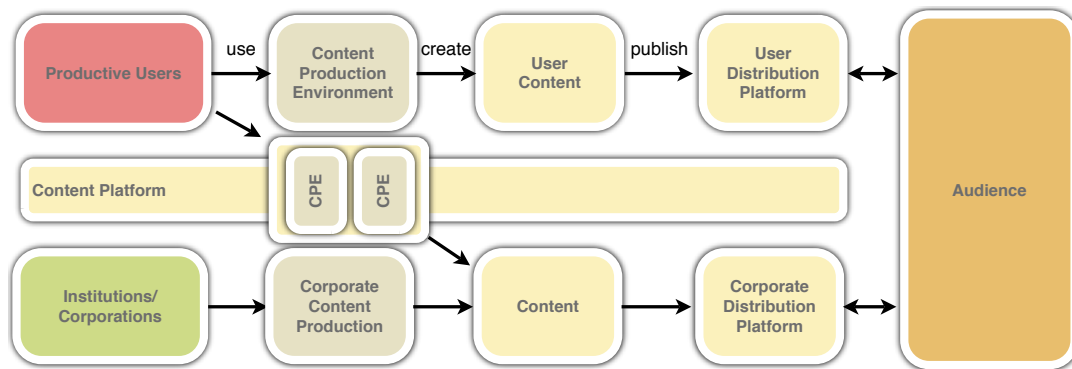 Productive Users
use
Content
Production
Environment
create
User
Content
publish
User
Distribution
Platform
Content Platform
CPE
CPE
Audience
Institutions/
Corporations
Corporate
Content
Production
Content
Corporate
Distribution
Platform